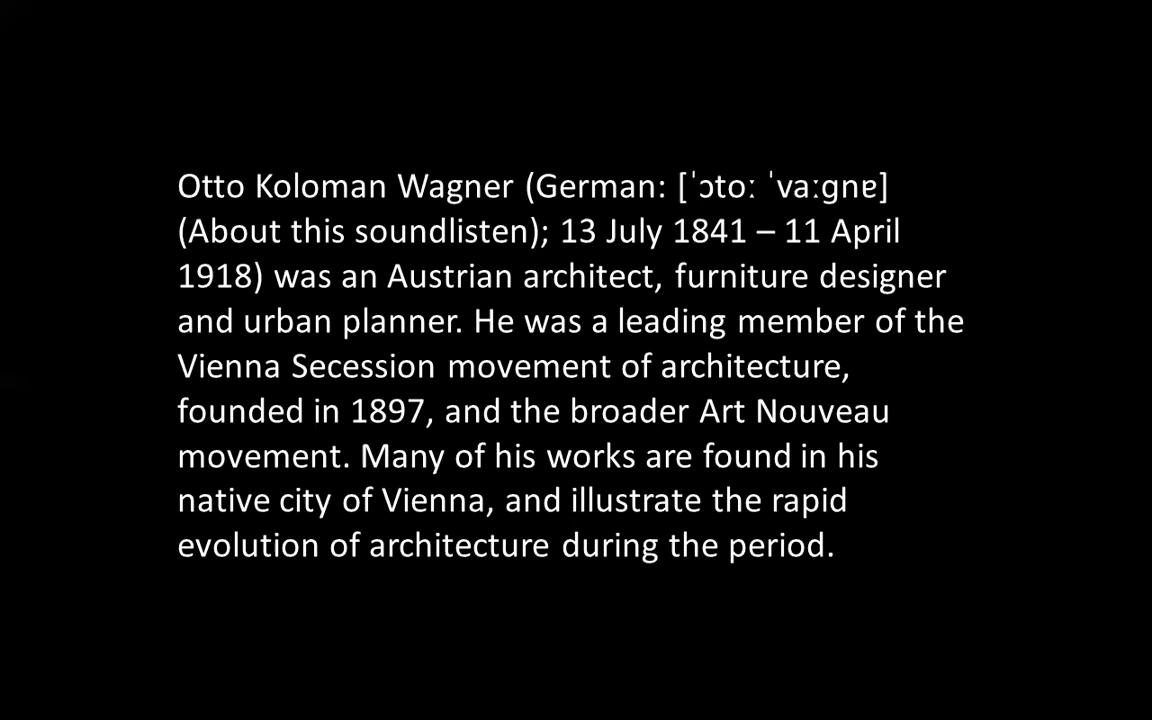 Otto Koloman Wagner (German: [ˈɔtoː ˈvaːɡnɐ]
(About this soundlisten); 13 July 1841 – 11 April
1918) was an Austrian architect, furniture designer
and urban planner. He was a leading member of the
Vienna Secession movement of architecture,
founded in 1897, and the broader Art Nouveau
movement. Many of his works are found in his
native city of Vienna, and illustrate the rapid
evolution of architecture during the period.